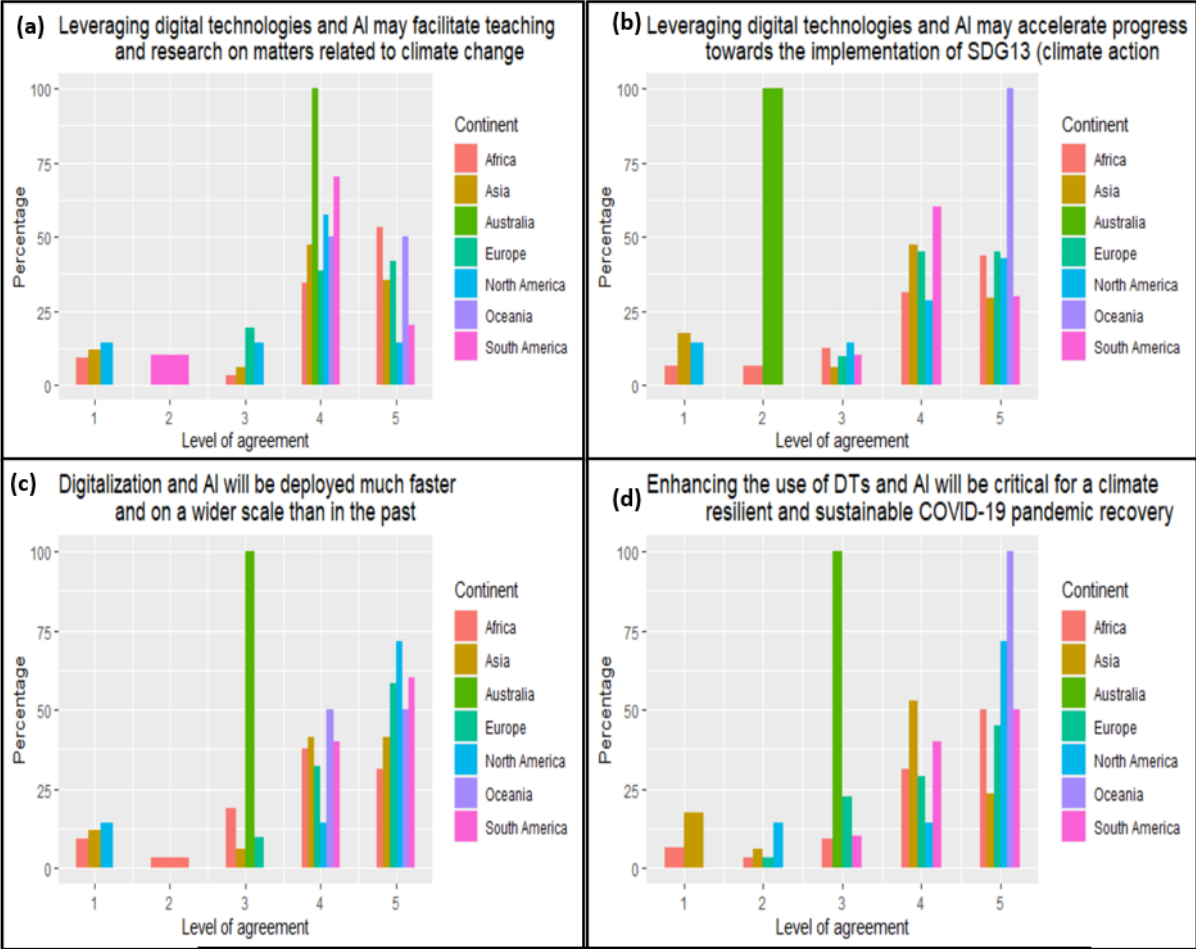 (a) Leveraging digital technologies and AI may facilitate teaching
and research on matters related to climate change
100
75
50
25
0
Percentage
1 2 3 4 5
Level of agreement
Continent
Africa
Asia
Australia
Europe
North America
Oceania
South America
(b) Leveraging digital technologies and AI may accelerate progress
towards the implementation of SDG13 (climate action
100
75
50
25
0
Percentage
1 2 3 4 5
Level of agreement
Continent
Africa
Asia
Australia
Europe
North America
Oceania
South America
(c) Digitalization and AI will be deployed much faster
and on a wider scale than in the past
100
75
50
25
0
Percentage
1 2 3 4 5
Level of agreement
Continent
Africa
Asia
Australia
Europe
North America
Oceania
South America
(d) Enhancing the use of DTs and AI will be critical for a climate
resilient and sustainable COVID-19 pandemic recovery
100
75
50
25
0
Percentage
1 2 3 4 5
Level of agreement
Continent
Africa
Asia
Australia
Europe
North America
Oceania
South America